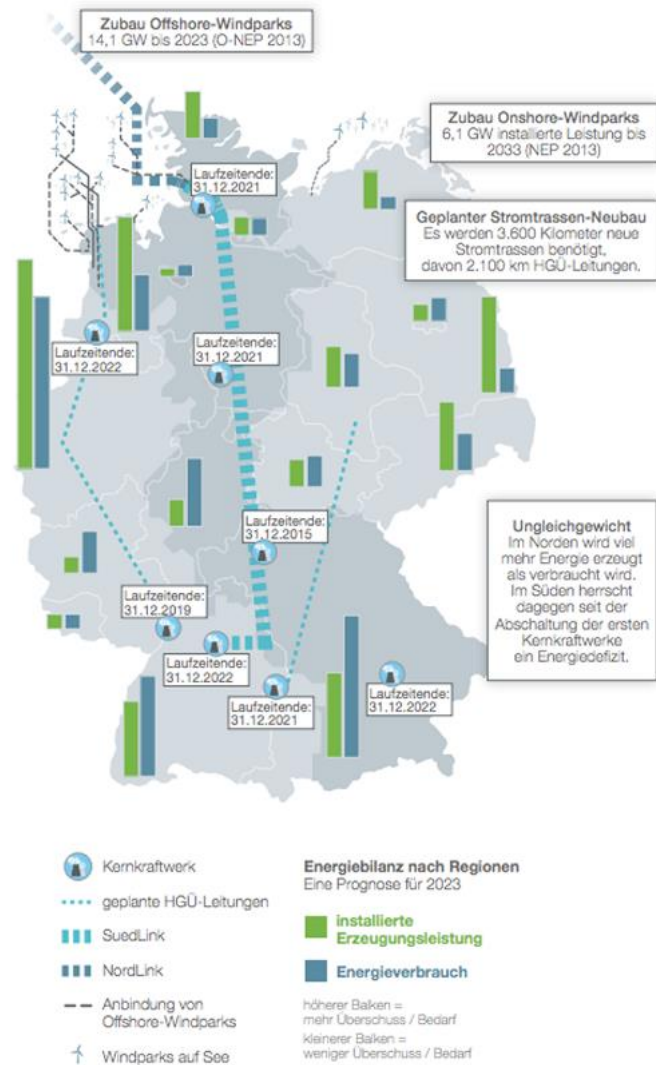 Zubau Offshore-Windparks
14,1 GW bis 2023 (O-NEP 2013)
Zubau Onshore-Windparks
6,1 GW installierte Leistung bis
2033 (NEP 2013)
Laufzeitende:
31.12.2021
Geplanter Stromtrassen-Neubau
Es werden 3.600 Kilometer neue
Stromtrassen benötigt,
davon 2.100 km HGÜ-Leitungen.
Laufzeitende:
31.12.2022
Laufzeitende:
31.12.2021
Laufzeitende:
31.12.2015
Ungleichgewicht
Im Norden wird viel
mehr Energie erzeugt
als verbraucht wird.
Im Süden herrscht
dagegen seit der
Abschaltung der ersten
Kernkraftwerke
ein Energiedefizit.
Laufzeitende:
31.12.2019
Laufzeitende:
31.12.2022
Laufzeitende:
31.12.2021
Laufzeitende:
31.12.2022
Kernkraftwerk
geplante HGÜ-Leitungen
SuedLink
NordLink
Anbindung von
Offshore-Windparks
Windparks auf See
Energiebilanz nach Regionen
Eine Prognose für 2023
installierte
Erzeugungsleistung
Energieverbrauch
höherer Balken =
mehr Überschuss / Bedarf
kleinerer Balken =
weniger Überschuss / Bedarf